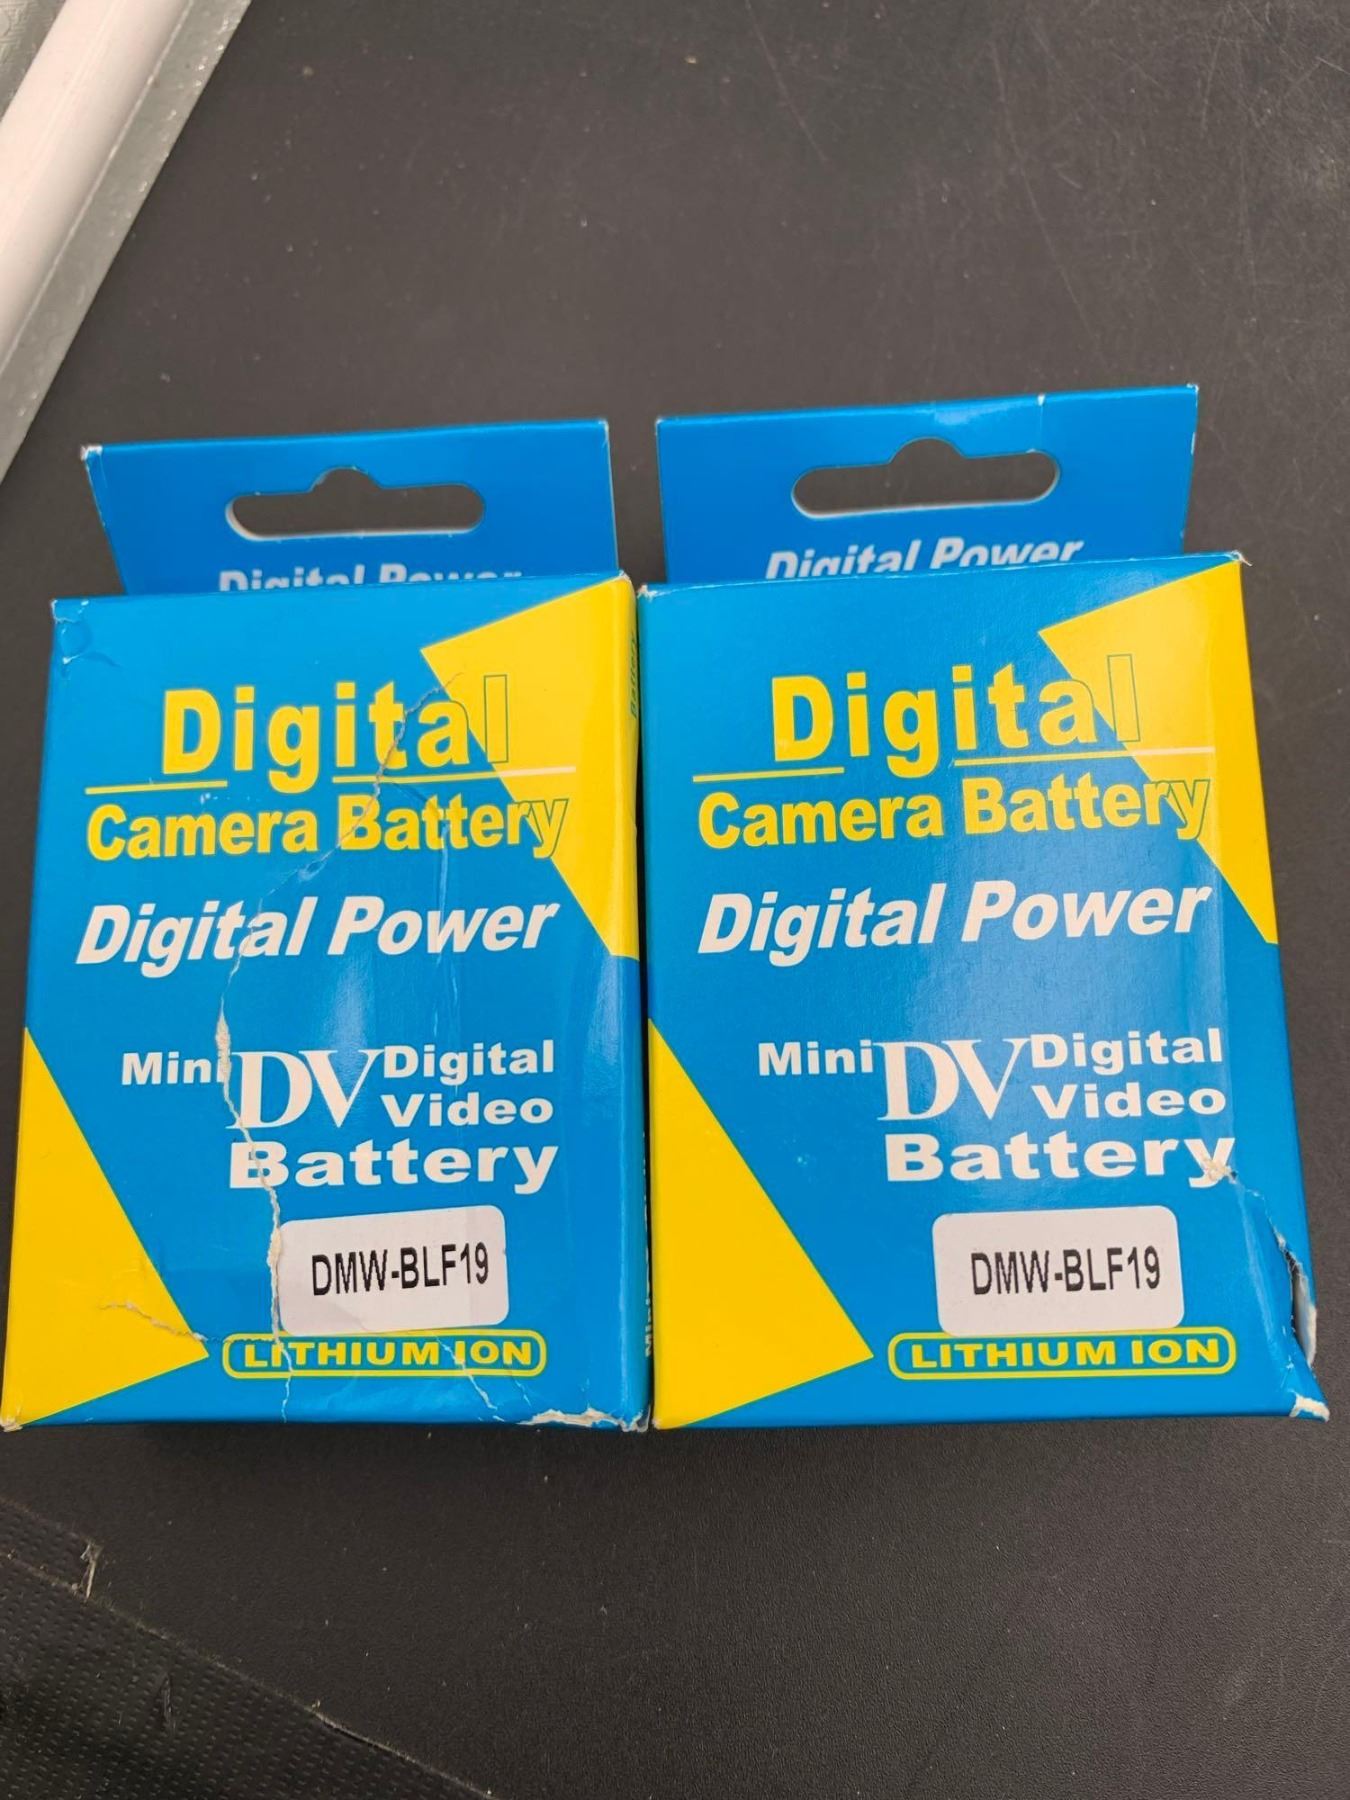 Digital Power
Digital
Camera Battery
Digital Power
Mini DV Digital
Video
Battery
DMW-BLF19
LITHIUM ION
Battery
Digital Power
Digital
Camera Battery
Digital Power
Mini DV Digital
Video
Battery
DMW-BLF19
LITHIUM ION